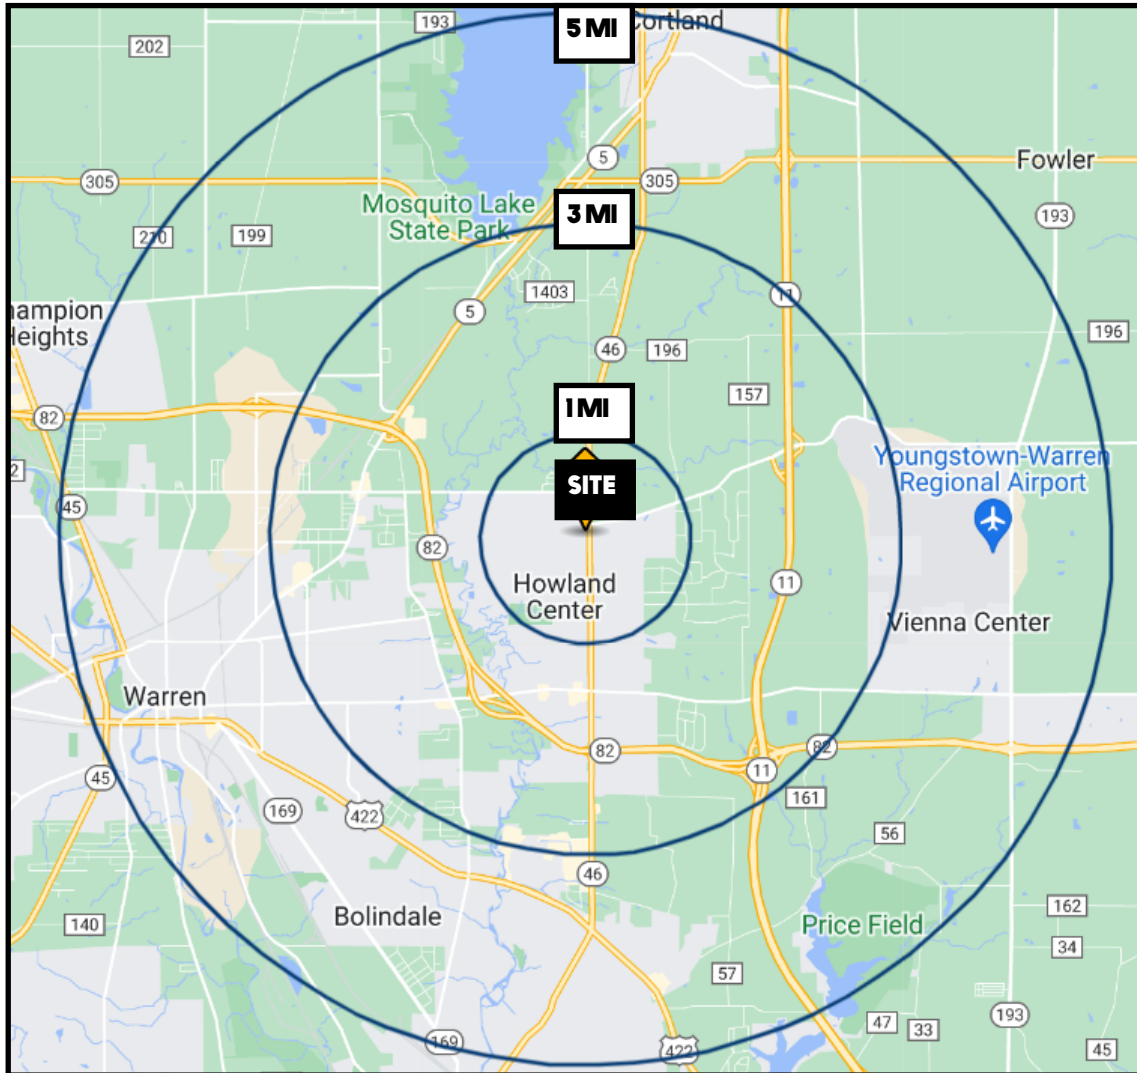 193
5 MI
Cortland
202
5
Fowler
305
305
Mosquito Lake
State Park
3 MI
193
210
199
1403
11
hampion
Heights
5
196
46
196
1 MI
157
82
Youngstown-Warren
Regional Airport
2
SITE
45
82
11
Howland
Center
Vienna Center
Warren
82
82
11
45
161
169
422
56
46
162
140
Bolindale
Price Field
34
57
193
47
33
169
422
45